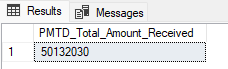 Results Messages
PMTD_Total_Amount_Received
1 50132030